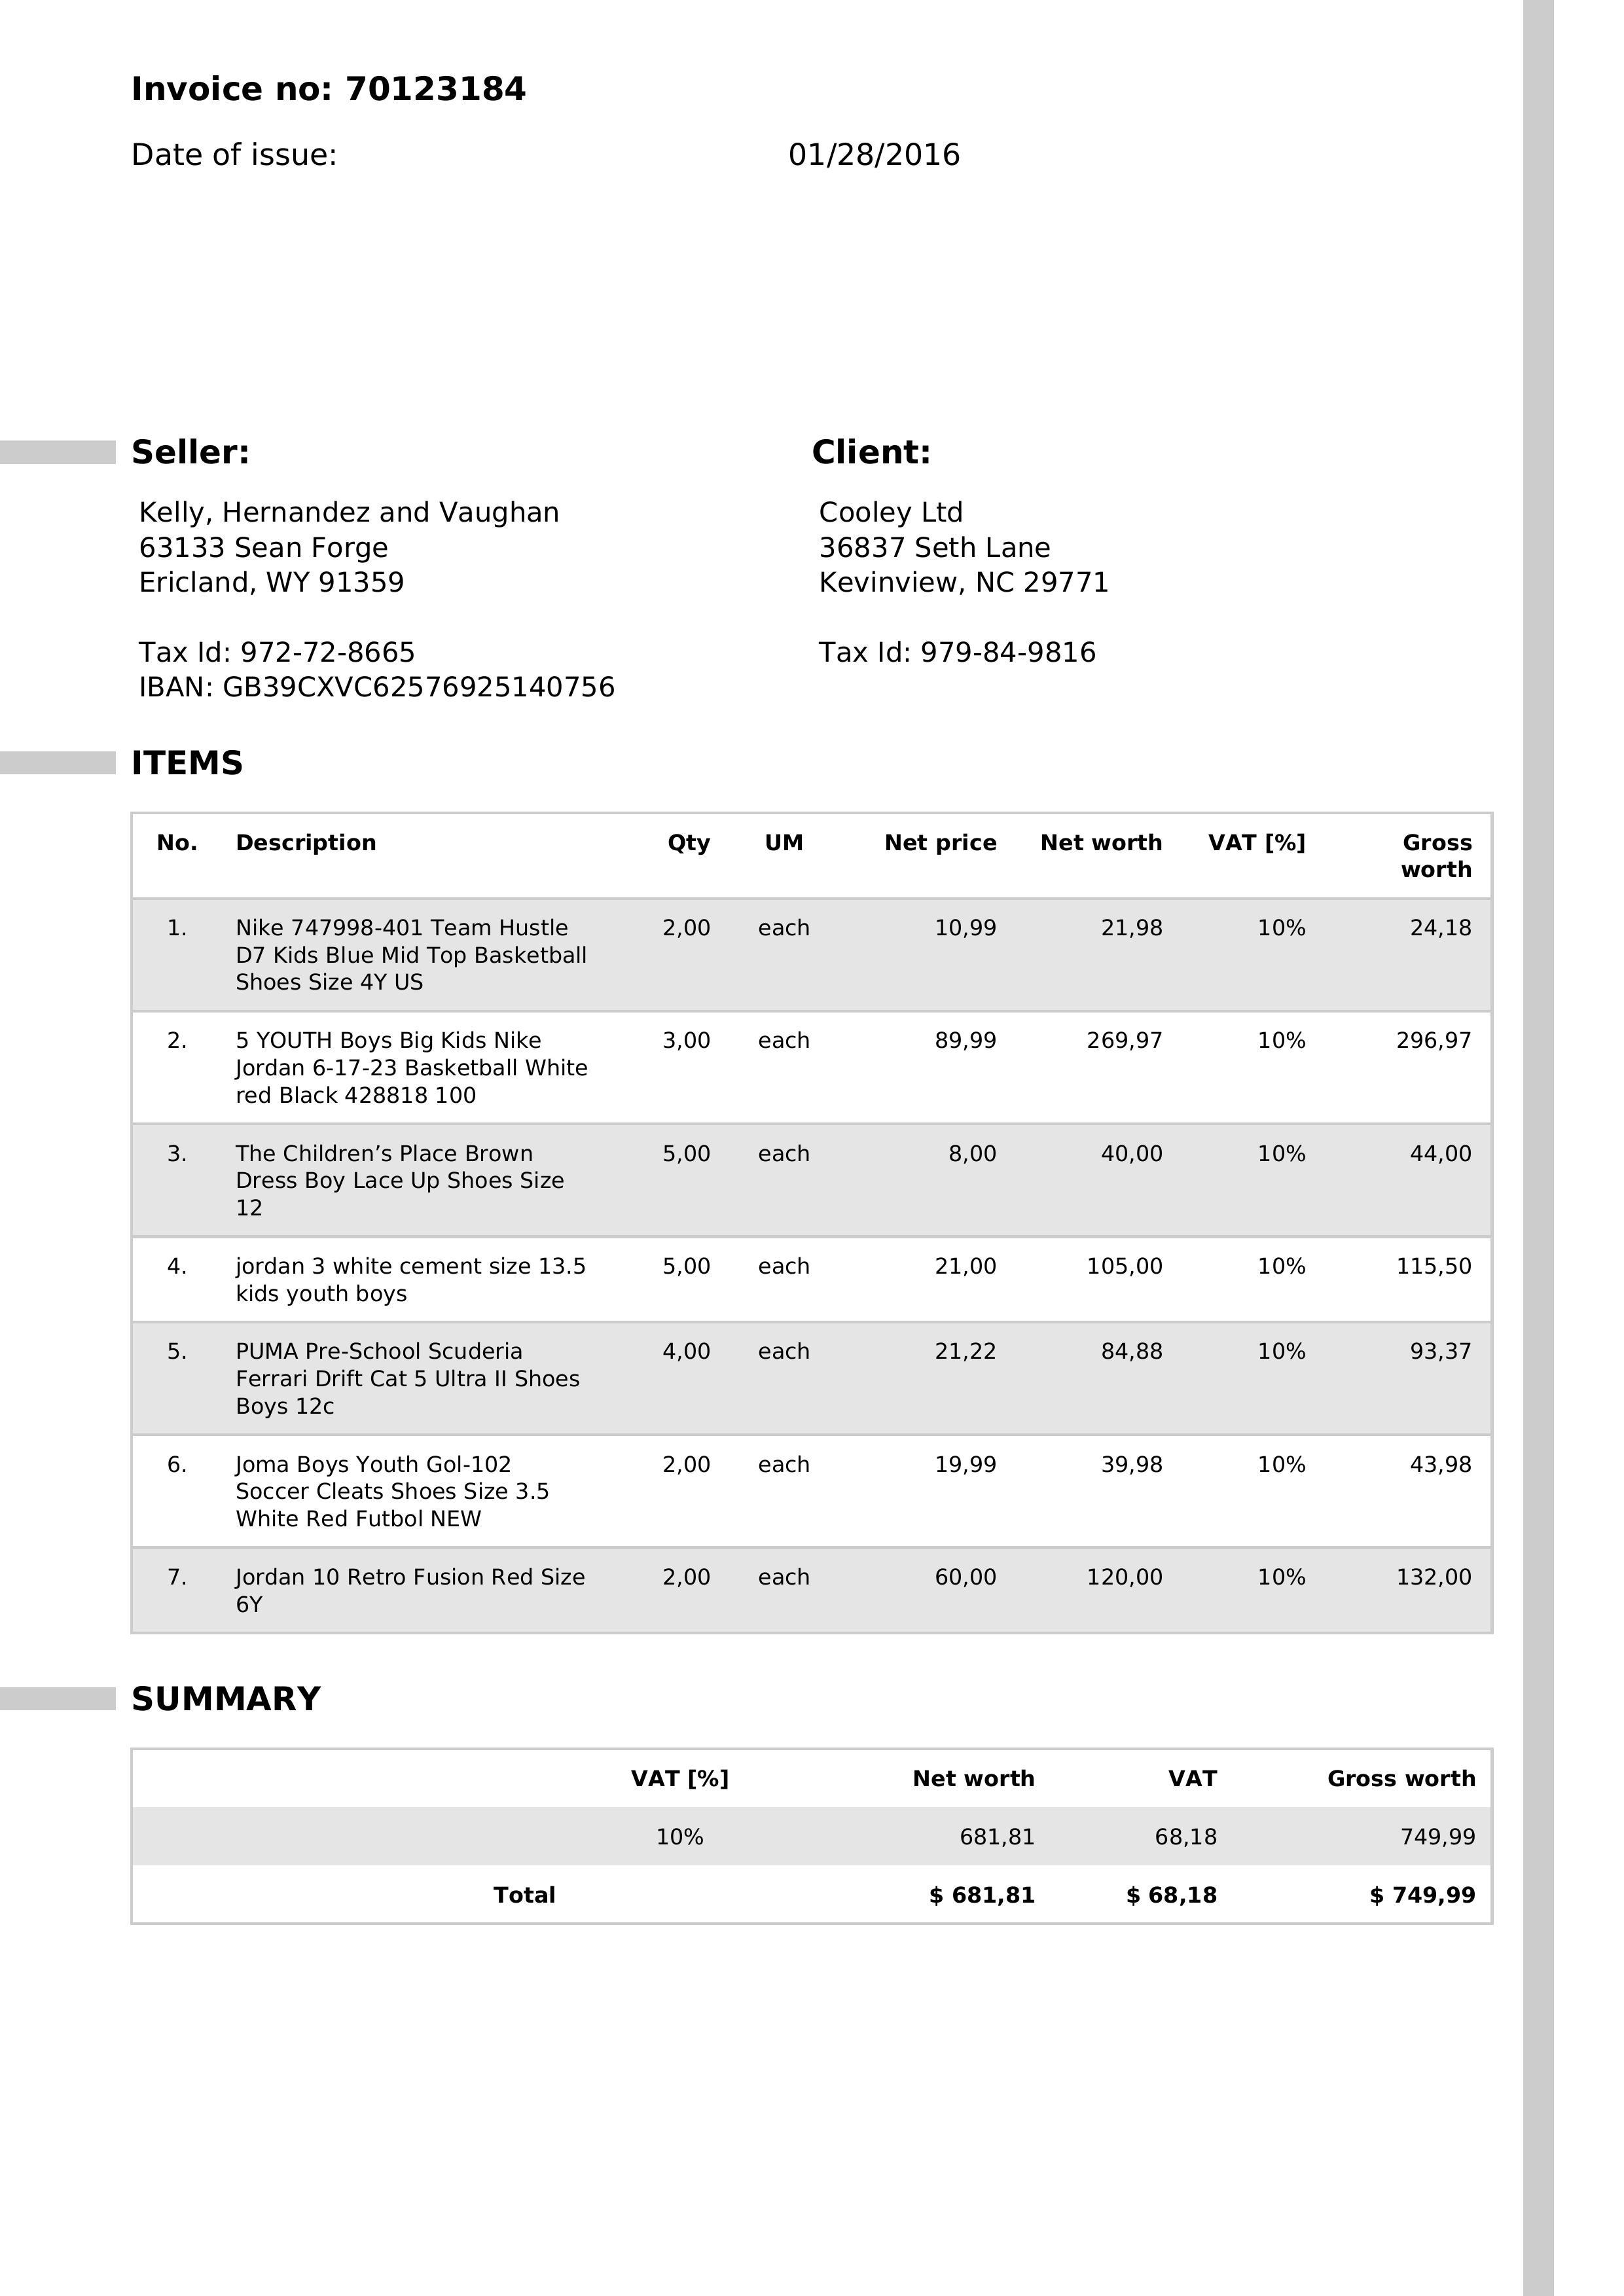 Invoice no: 70123184
Date of issue: 01/28/2016
Seller:
Kelly, Hernandez and Vaughan
63133 Sean Forge
Ericland, WY 91359
Tax Id: 972-72-8665
IBAN: GB39CXVC62576925140756
Client:
Cooley Ltd
36837 Seth Lane
Kevinview, NC 29771
Tax Id: 979-84-9816
ITEMS
No. Description Qty UM Net price Net worth VAT [%] Gross
worth
1. Nike 747998-401 Team Hustle 2,00 each 10,99 21,98 10% 24,18
D7 Kids Blue Mid Top Basketball
Shoes Size 4Y US
2. 5 YOUTH Boys Big Kids Nike 3,00 each 89,99 269,97 10% 296,97
Jordan 6-17-23 Basketball White
red Black 428818 100
3. The Children’s Place Brown 5,00 each 8,00 40,00 10% 44,00
Dress Boy Lace Up Shoes Size
12
4. jordan 3 white cement size 13.5 5,00 each 21,00 105,00 10% 115,50
kids youth boys
5. PUMA Pre-School Scuderia 4,00 each 21,22 84,88 10% 93,37
Ferrari Drift Cat 5 Ultra II Shoes
Boys 12c
6. Joma Boys Youth Gol-102 2,00 each 19,99 39,98 10% 43,98
Soccer Cleats Shoes Size 3.5
White Red Futbol NEW
7. Jordan 10 Retro Fusion Red Size 2,00 each 60,00 120,00 10% 132,00
6Y
SUMMARY
VAT [%] Net worth VAT Gross worth
10% 681,81 68,18 749,99
Total $ 681,81 $ 68,18 $ 749,99